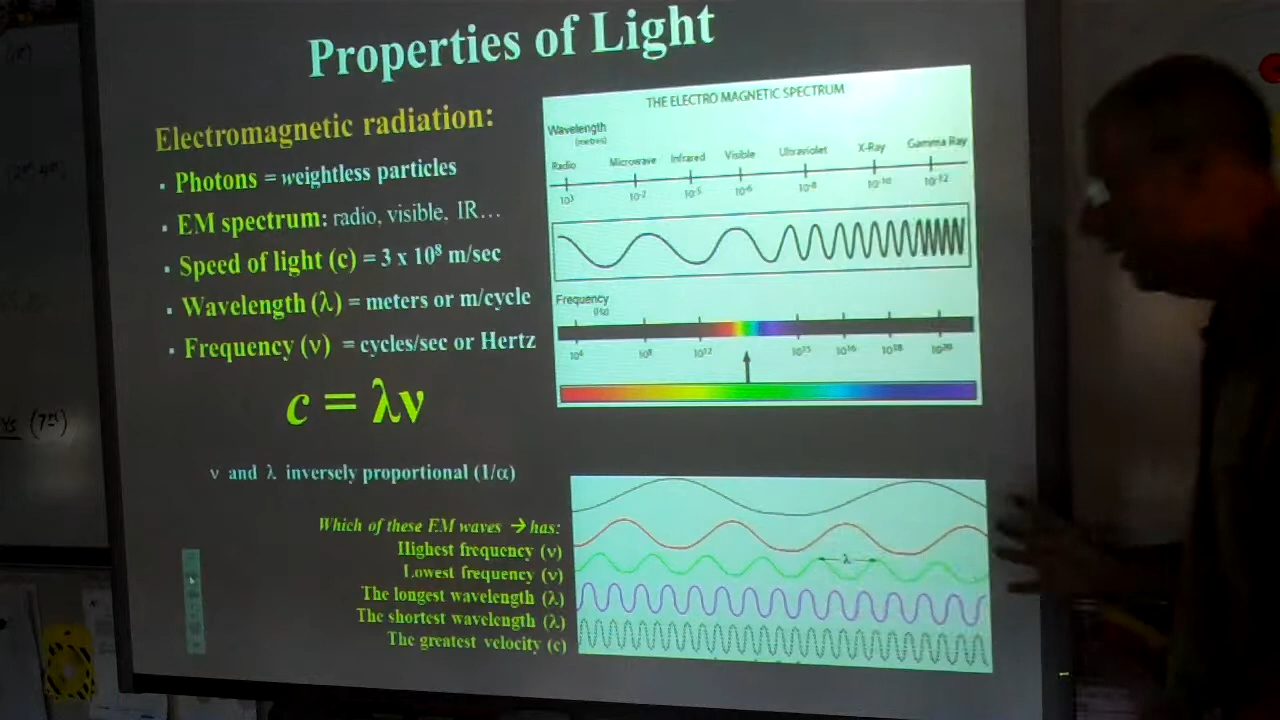 Properties of Light
Electromagnetic radiation:
▪ Photons = weightless particles
▪ EM spectrum: radio, visible, IR…
▪ Speed of light (c) = 3 x 10⁸ m/sec
▪ Wavelength (λ) = meters or m/cycle
▪ Frequency (ν) = cycles/sec or Hertz
c = λν
ν and λ inversely proportional (1/α)
Which of these EM waves → has:
Highest frequency (ν)
Lowest frequency (ν)
The longest wavelength (λ)
The shortest wavelength (λ)
The greatest velocity (c)
THE ELECTRO MAGNETIC SPECTRUM
Wavelength
(metres)
Radio Microwave Infrared Visible Ultraviolet X-Ray Gamma Ray
10³ 10⁻² 10⁻⁵ 10⁻⁶ 10⁻⁸ 10⁻¹⁰ 10⁻¹²
Frequency
(Hz)
10⁴ 10⁸ 10¹² 10¹⁵ 10¹⁶ 10¹⁸ 10²⁰
λ